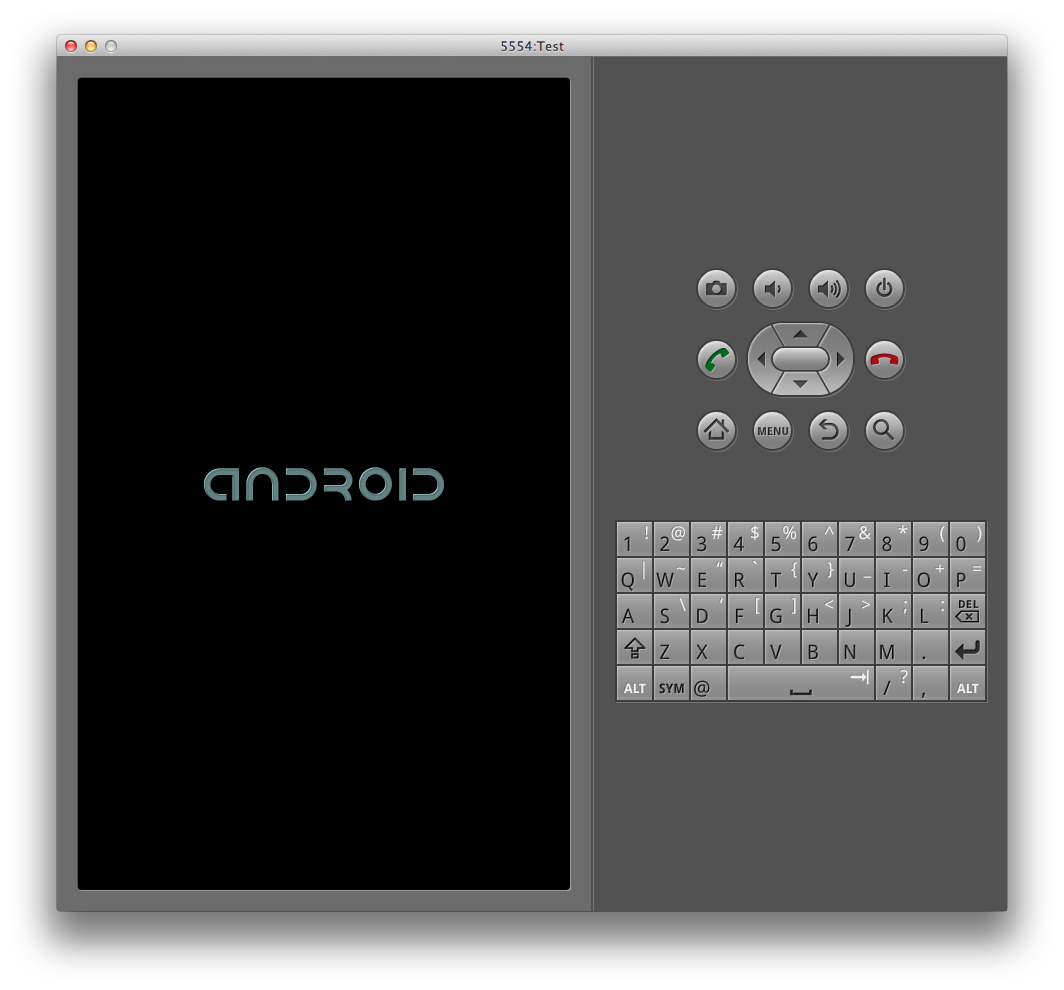 5554:Test
ANDROID
MENU
1 ! 2 @ 3 # 4 $ 5 % 6 ^ 7 & 8 * 9 ( 0 )
Q | W ~ E “ R ` T { Y } U _ I - O + P =
A S \ D ‘ F [ G ] H < J > K ; L : DEL
Z X C V B N M .
ALT SYM @ / ? , ALT